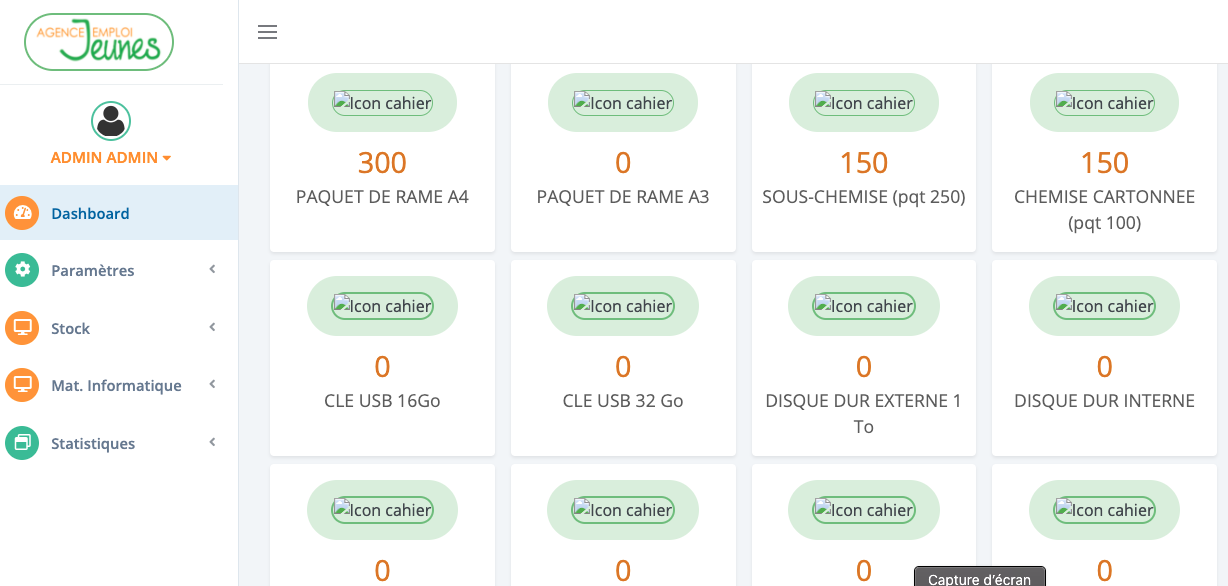 AGENCE EMPLOI
Jeunes
ADMIN ADMIN
Dashboard
Paramètres
Stock
Mat. Informatique
Statistiques
Icon cahier
300
PAQUET DE RAME A4
Icon cahier
0
PAQUET DE RAME A3
Icon cahier
150
SOUS-CHEMISE (pqt 250)
Icon cahier
150
CHEMISE CARTONNEE
(pqt 100)
Icon cahier
0
CLE USB 16Go
Icon cahier
0
CLE USB 32 Go
Icon cahier
0
DISQUE DUR EXTERNE 1
To
Icon cahier
0
DISQUE DUR INTERNE
Icon cahier
0
Icon cahier
0
Icon cahier
0
Icon cahier
0
Capture d'écran